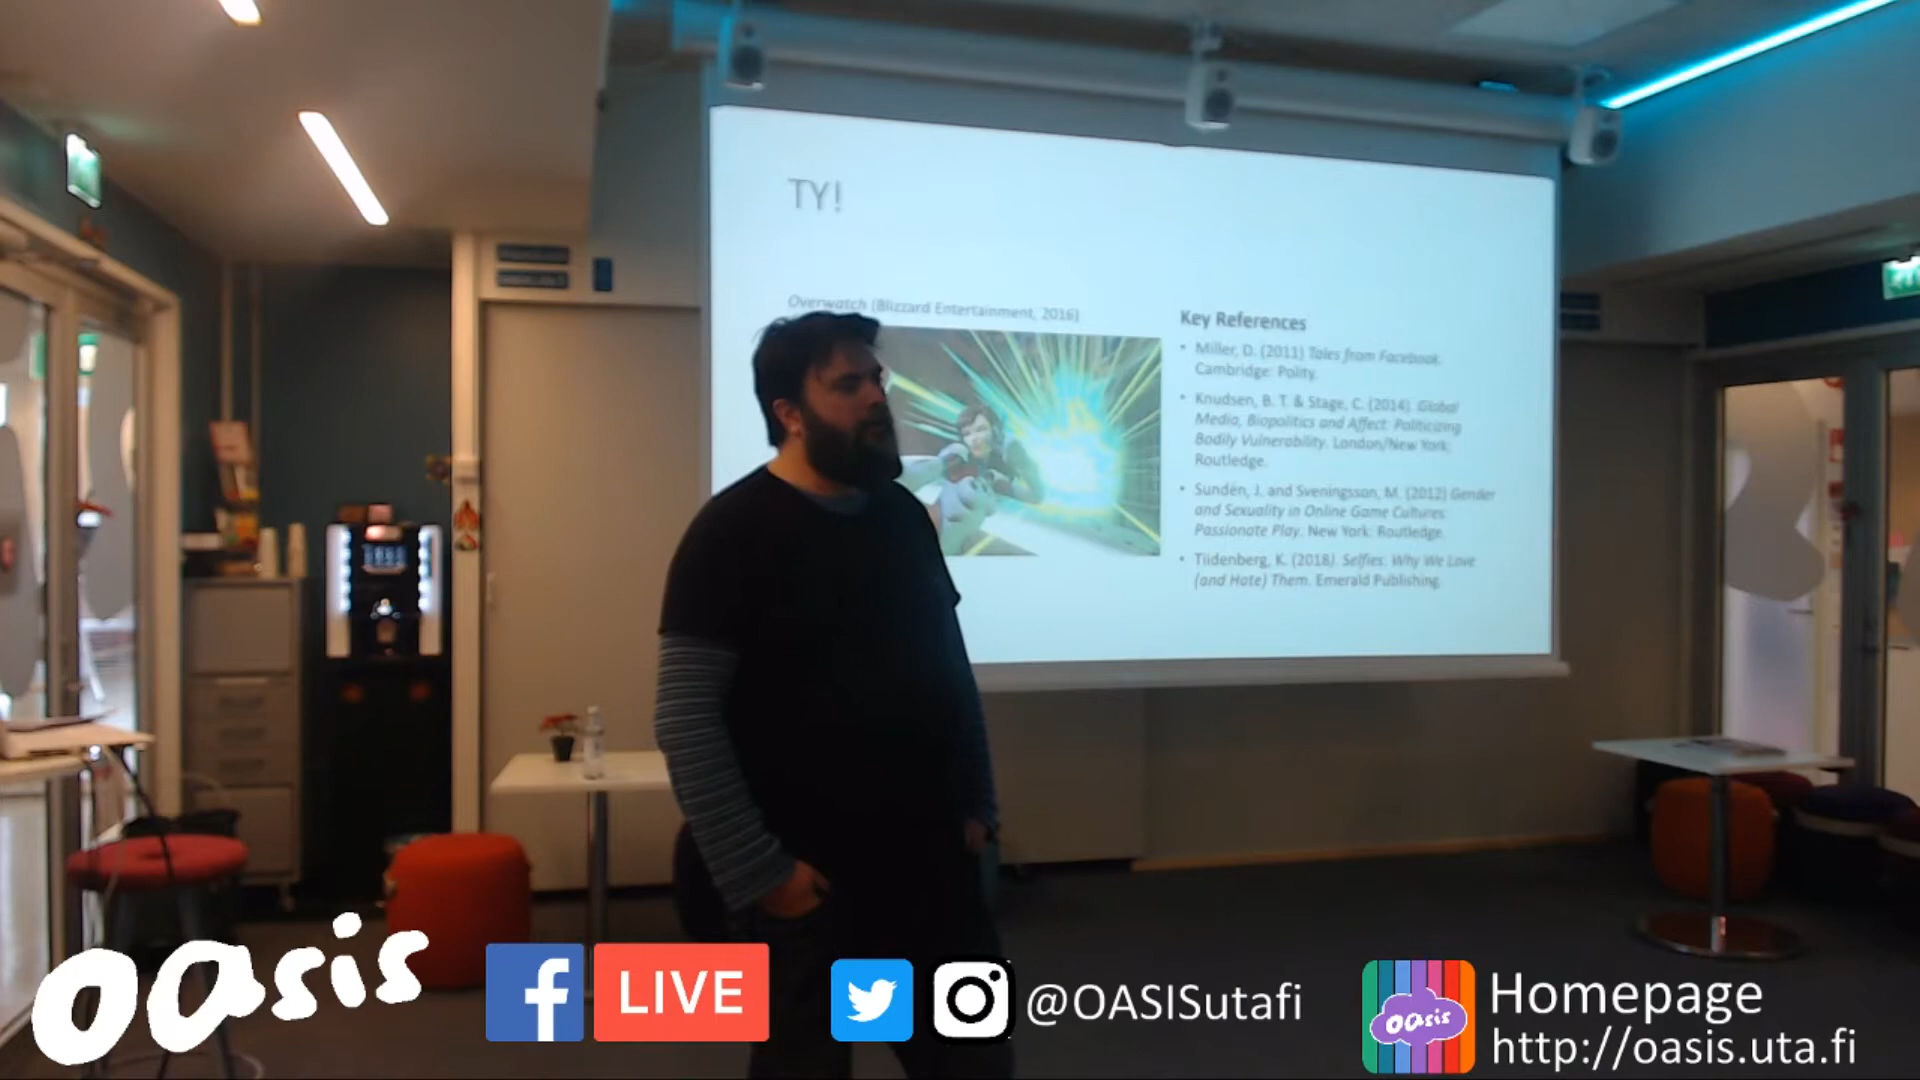 TY!
Overwatch (Blizzard Entertainment, 2016)
Key References
• Miller, D. (2011) Tales from Facebook.
Cambridge: Polity.
• Knudsen, B. T. & Stage, C. (2014). Global
Media, Biopolitics and Affect: Politicizing
Bodily Vulnerability. London/New York:
Routledge.
• Sundén, J. and Sveningsson, M. (2012) Gender
and Sexuality in Online Game Cultures:
Passionate Play. New York: Routledge.
• Tiidenberg, K. (2018). Selfies: Why We Love
(and Hate) Them. Emerald Publishing.
oasis
f LIVE
@OASISutafi
oasis
Homepage
http://oasis.uta.fi